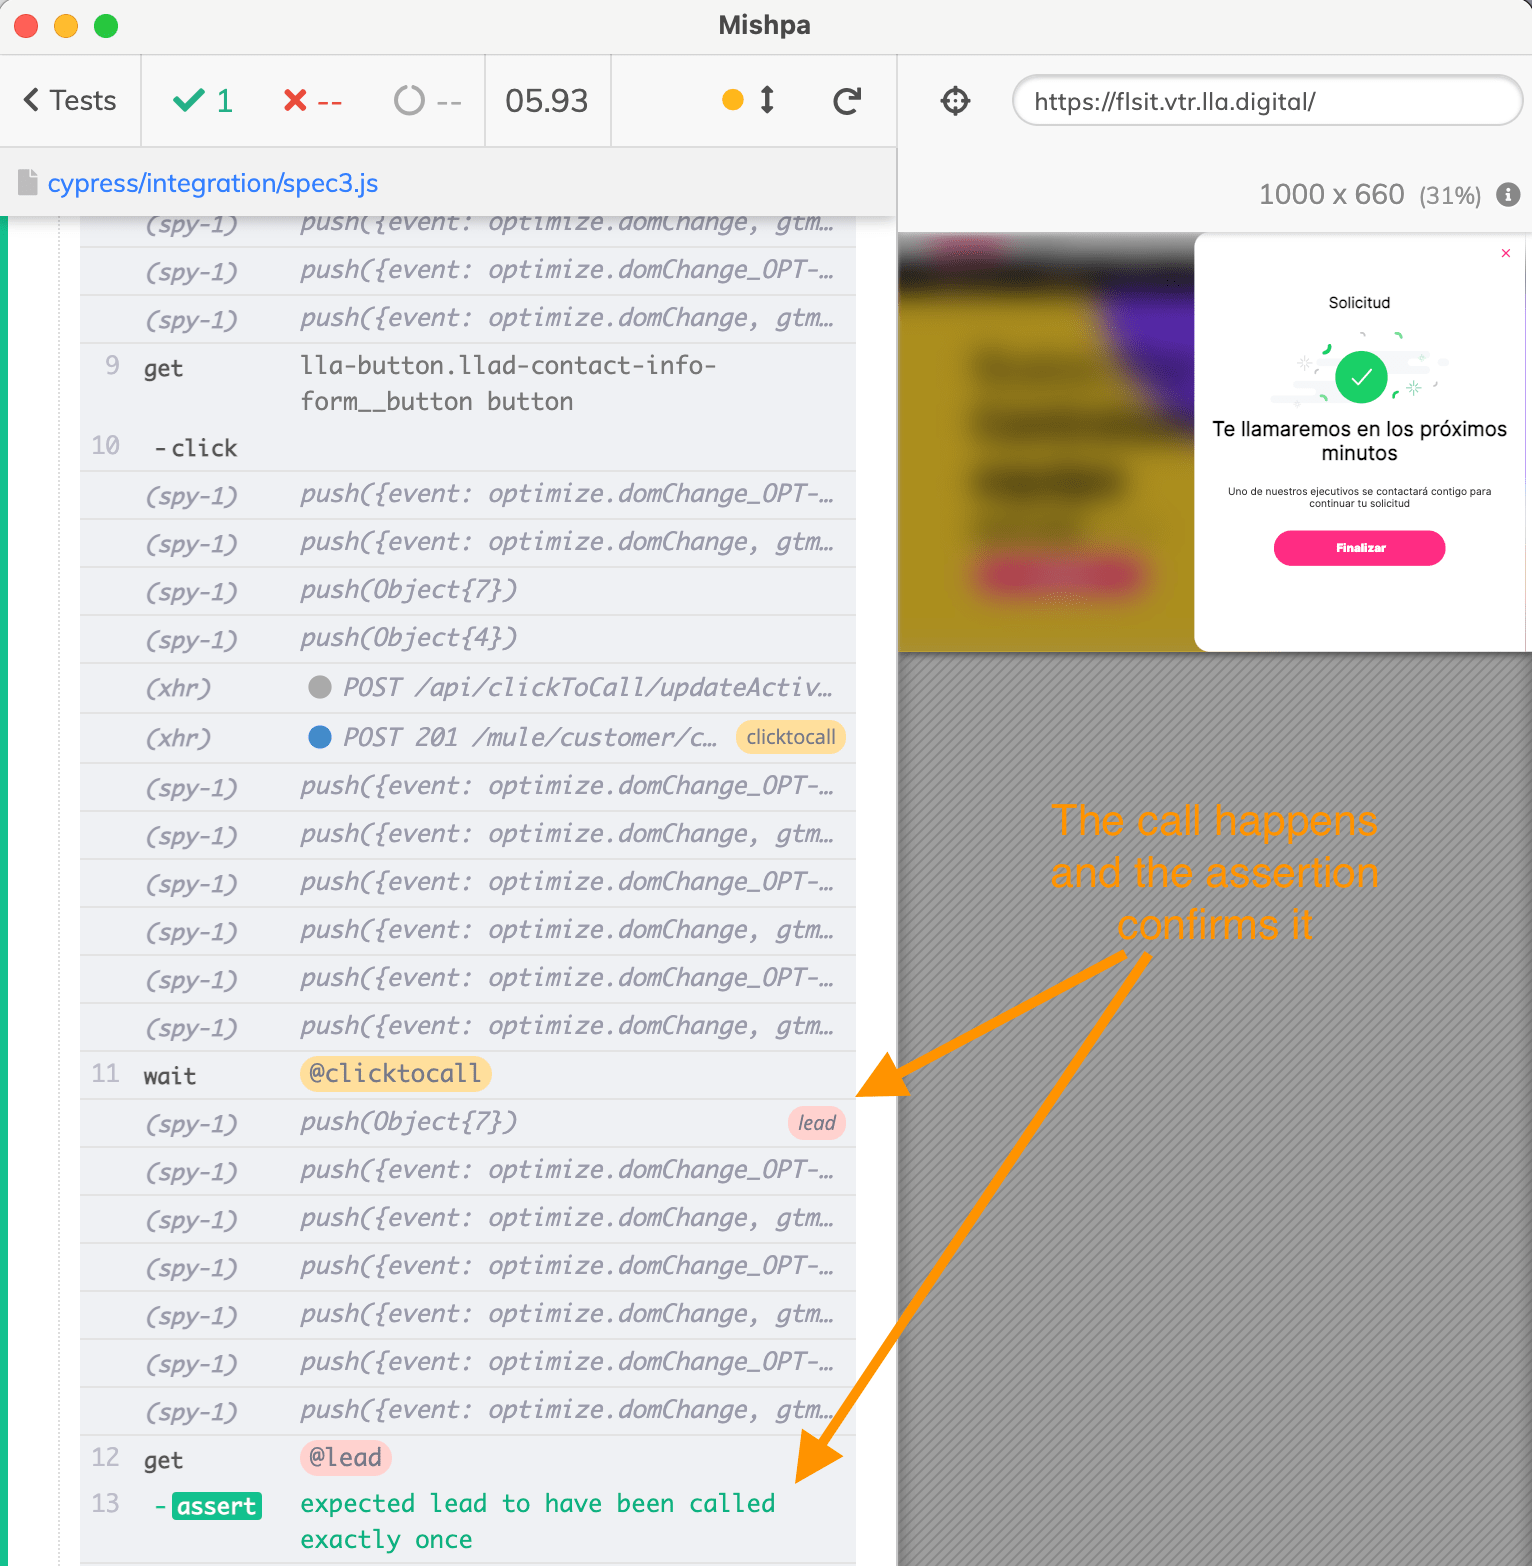 Mishpa
Tests
1
--
--
05.93
https://flsit.vtr.lla.digital/
cypress/integration/spec3.js
1000 x 660 (31%)
(spy-1) push({event: optimize.domChange, gtm…
(spy-1) push({event: optimize.domChange_OPT-…
(spy-1) push({event: optimize.domChange, gtm…
9 get lla-button.llad-contact-info-
form__button button
10 -click
(spy-1) push({event: optimize.domChange_OPT-…
(spy-1) push({event: optimize.domChange, gtm…
(spy-1) push(Object{7})
(spy-1) push(Object{4})
(xhr) POST /api/clickToCall/updateActiv…
(xhr) POST 201 /mule/customer/c… clicktocall
(spy-1) push({event: optimize.domChange_OPT-…
(spy-1) push({event: optimize.domChange, gtm…
(spy-1) push({event: optimize.domChange_OPT-…
(spy-1) push({event: optimize.domChange, gtm…
(spy-1) push({event: optimize.domChange_OPT-…
(spy-1) push({event: optimize.domChange, gtm…
11 wait @clicktocall
(spy-1) push(Object{7}) lead
(spy-1) push({event: optimize.domChange_OPT-…
(spy-1) push({event: optimize.domChange, gtm…
(spy-1) push({event: optimize.domChange_OPT-…
(spy-1) push({event: optimize.domChange, gtm…
(spy-1) push({event: optimize.domChange_OPT-…
(spy-1) push({event: optimize.domChange, gtm…
12 get @lead
13 -assert expected lead to have been called
exactly once
Solicitud
Te llamaremos en los próximos
minutos
Uno de nuestros ejecutivos se contactará contigo para
continuar tu solicitud
Finalizar
The call happens
and the assertion
confirms it